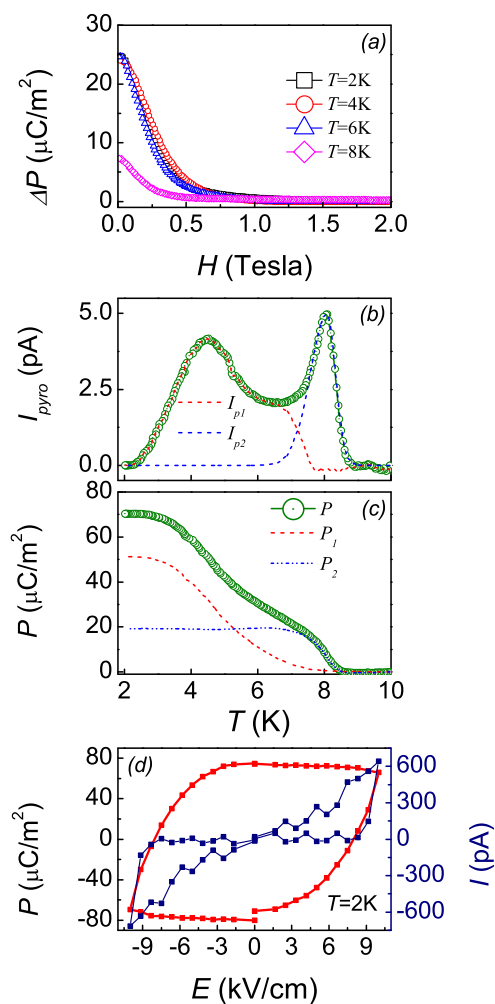 30
20
10
0
ΔP (μC/m²)
(a)
T=2K
T=4K
T=6K
T=8K
0.0 0.5 1.0 1.5 2.0
H (Tesla)
5.0
2.5
0.0
I_pyro (pA)
(b)
I_p1
I_p2
80
60
40
20
0
P (μC/m²)
(c)
P
P_1
P_2
2 4 6 8 10
T (K)
80
40
0
-40
-80
P (μC/m²)
(d)
600
300
0
-300
-600
I (pA)
T=2K
-9 -6 -3 0 3 6 9
E (kV/cm)